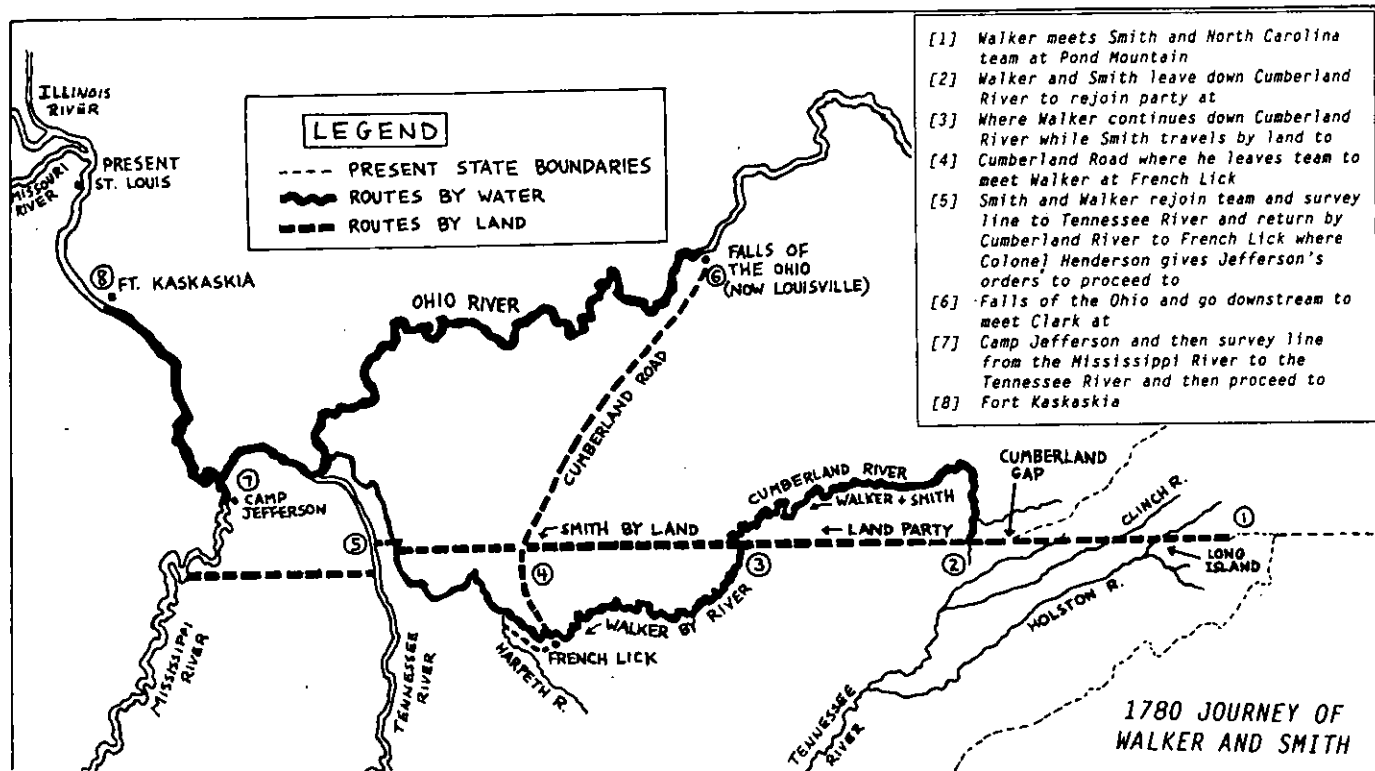 [1] Walker meets Smith and North Carolina
team at Pond Mountain
[2] Walker and Smith leave down Cumberland
River to rejoin party at
[3] Where Walker continues down Cumberland
River while Smith travels by land to
[4] Cumberland Road where he leaves team to
meet Walker at French Lick
[5] Smith and Walker rejoin team and survey
line to Tennessee River and return by
Cumberland River to French Lick where
Colonel Henderson gives Jefferson's
orders to proceed to
[6] Falls of the Ohio and go downstream to
meet Clark at
[7] Camp Jefferson and then survey line
from the Mississippi River to the
Tennessee River and then proceed to
[8] Fort Kaskaskia
LEGEND
PRESENT STATE BOUNDARIES
ROUTES BY WATER
ROUTES BY LAND
ILLINOIS
RIVER
MISSOURI
RIVER
PRESENT
ST. LOUIS
8 FT. KASKASKIA
OHIO RIVER
6
FALLS OF
THE OHIO
(NOW LOUISVILLE)
CUMBERLAND ROAD
7
CAMP
JEFFERSON
CUMBERLAND RIVER
WALKER + SMITH
CUMBERLAND
GAP
CLINCH R.
1
5
SMITH BY LAND
LAND PARTY
4
3
2
LONG
ISLAND
HOLSTON R.
WALKER BY RIVER
FRENCH LICK
HARPETH R.
MISSISSIPPI
RIVER
TENNESSEE
RIVER
TENNESSEE
RIVER
1780 JOURNEY OF
WALKER AND SMITH